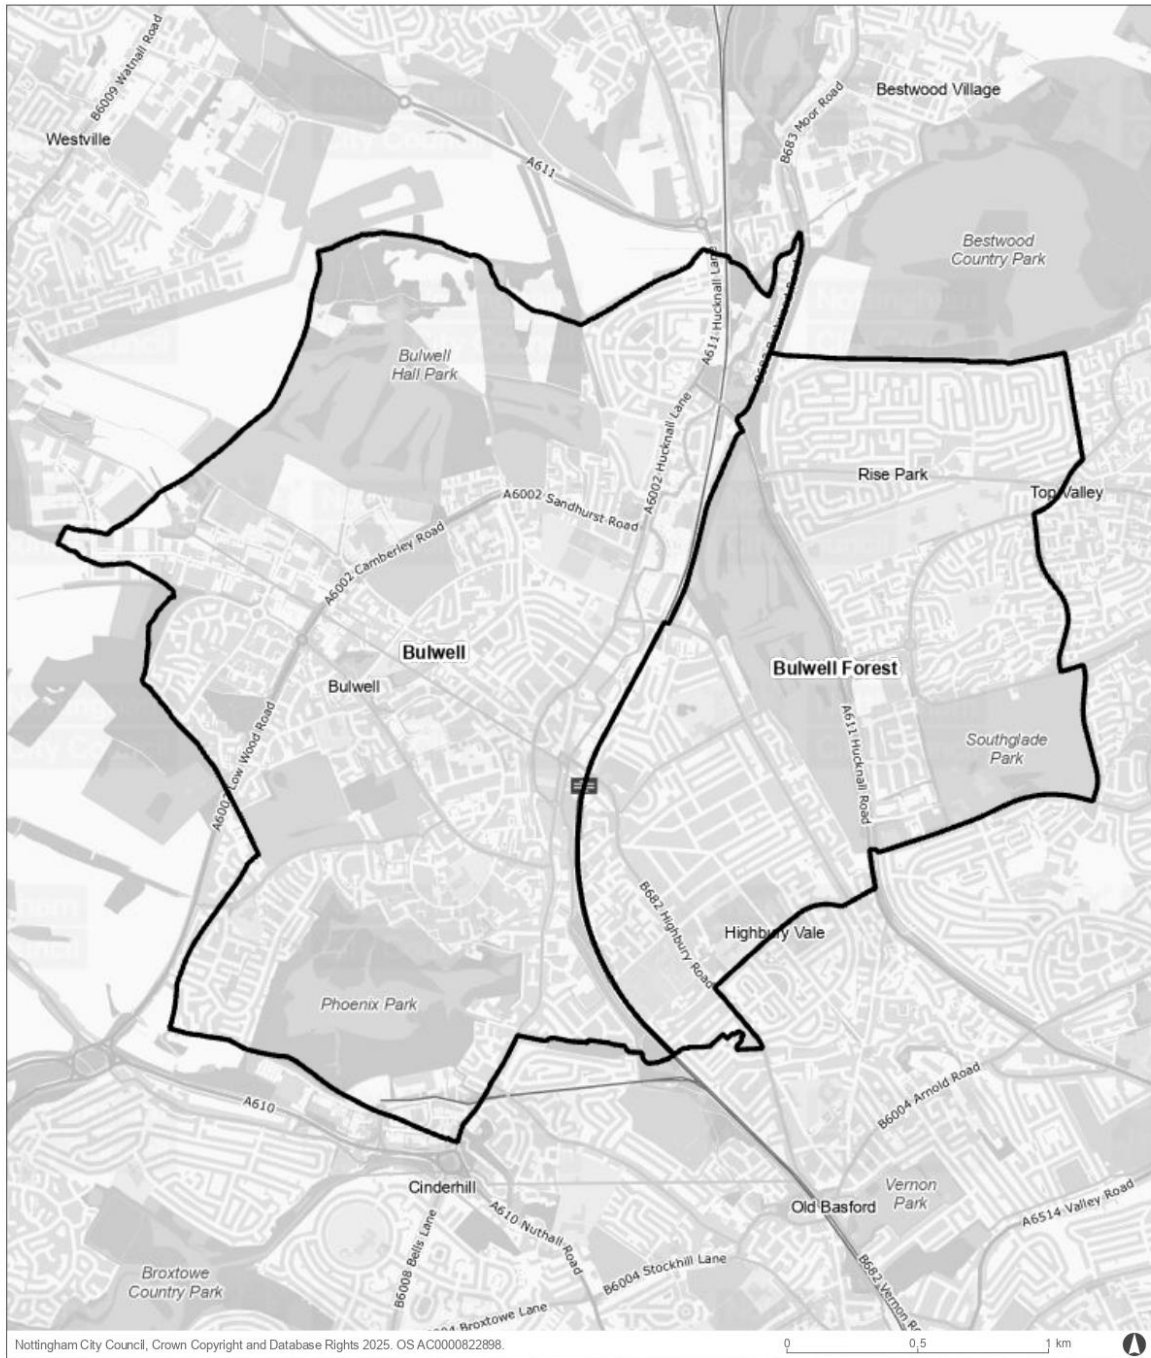 B6009 Watnall Road
Westville
Bestwood Village
B683 Moor Road
A611
Bestwood
Country Park
A611 Hucknall Lane
Bulwell
Hall Park
A6002 Hucknall Lane
Rise Park
Top Valley
A6002 Sandhurst Road
A6002 Camberley Road
Bulwell
Bulwell Forest
Bulwell
A6002 Low Wood Road
A611 Hucknall Road
Southglade
Park
B682 Highbury Road
Highbury Vale
Phoenix Park
B6004 Arnold Road
A610
Cinderhill
Vernon
Park
Old Basford
A6514 Valley Road
A610 Nuthall Road
B6008 Bells Lane
B6004 Stockhill Lane
Broxtowe
Country Park
Broxtowe Lane
B682 Vernon
Nottingham City Council, Crown Copyright and Database Rights 2025. OS AC0000822898.
0 0.5 1 km